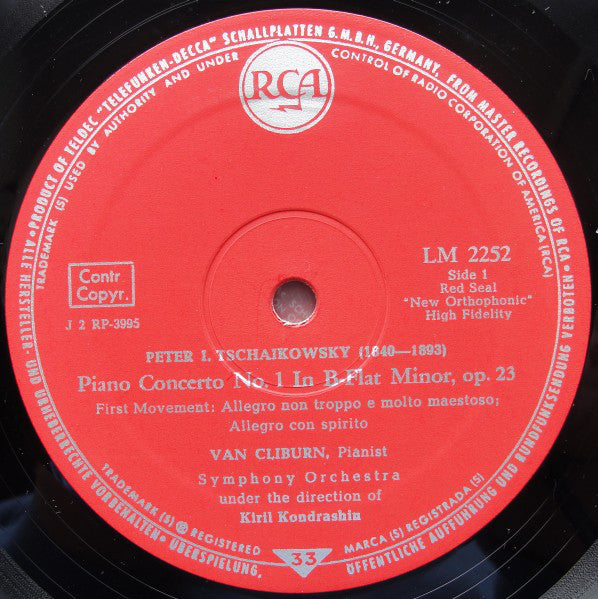 • PRODUCT OF TELDEC "TELEFUNKEN-DECCA" SCHALLPLATTEN G.M.B.H., GERMANY, FROM MASTER RECORDINGS OF RCA •
"TRADEMARK (S) USED BY AUTHORITY AND UNDER CONTROL OF RADIO CORPORATION OF AMERICA (RCA)
RCA
LM 2252
Side 1
Red Seal
"New Orthophonic"
High Fidelity
Contr.
Copyr.
J 2 RP-3995
PETER I. TSCHAIKOWSKY (1840—1893)
Piano Concerto No. 1 In B-Flat Minor, op. 23
First Movement: Allegro non troppo e molto maestoso;
Allegro con spirito
VAN CLIBURN, Pianist
Symphony Orchestra
under the direction of
Kiril Kondrashin
TRADEMARK (S) ® REGISTERED
MARCA (S) REGISTRADA (S)
33
ALLE HERSTELLER- UND URHEBERRECHTE VORBEHALTEN • ÜBERSPIELUNG, ÖFFENTLICHE AUFFÜHRUNG UND RUNDFUNKSENDUNG VERBOTEN •